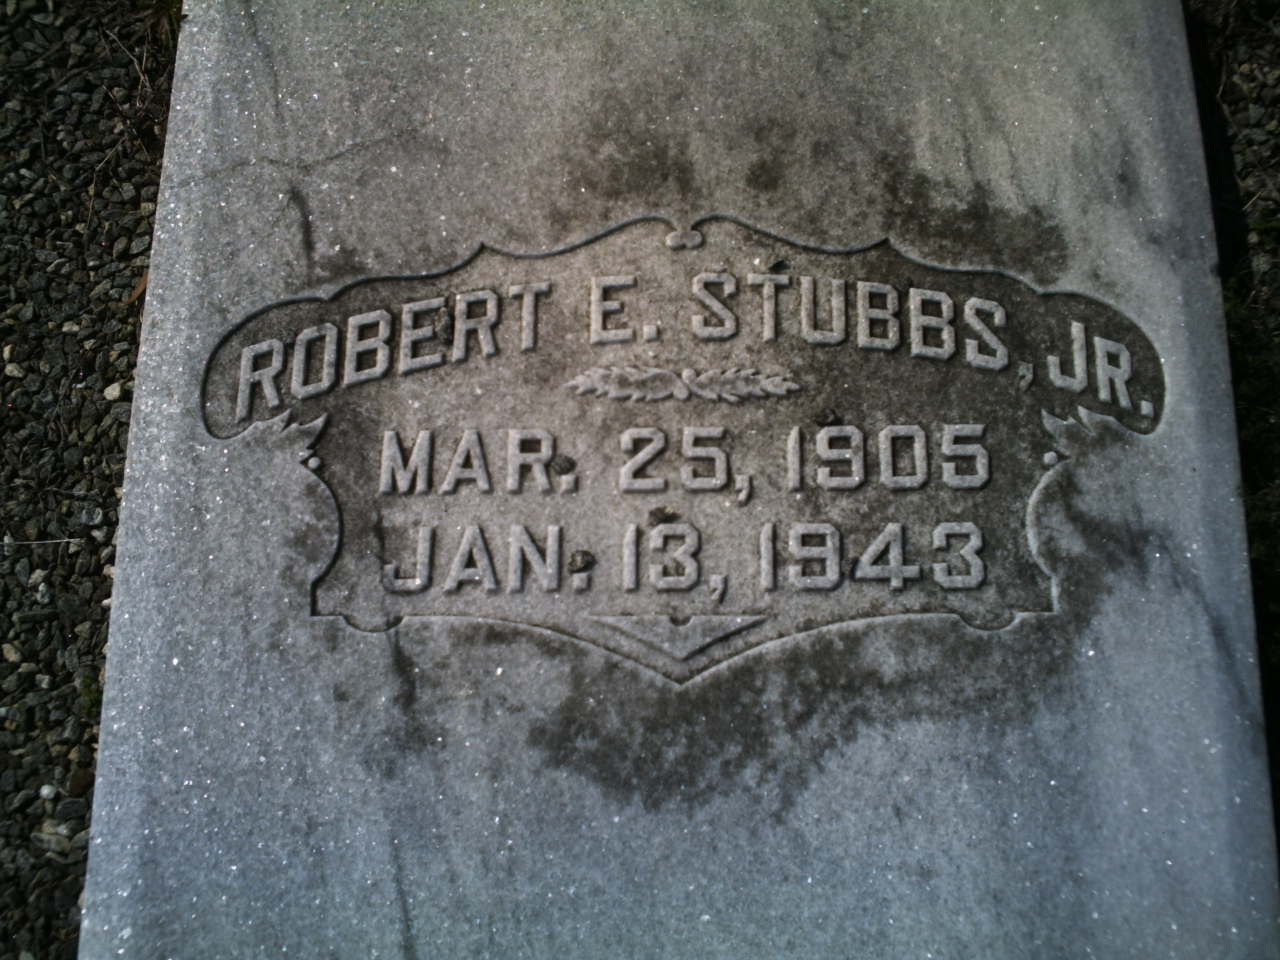 ROBERT E. STUBBS, JR.
MAR. 25, 1905
JAN. 13, 1943